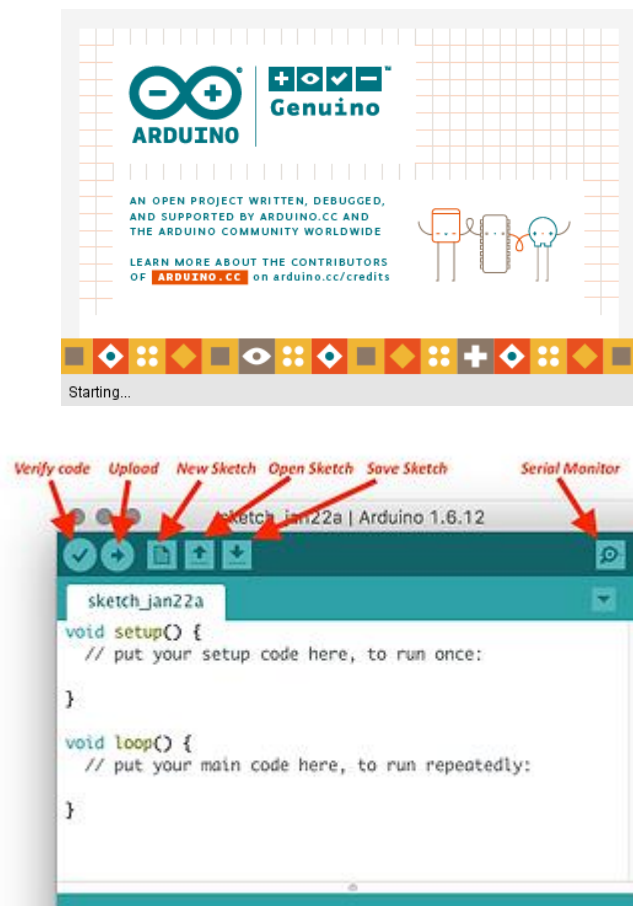 ARDUINO
™
Genuino
AN OPEN PROJECT WRITTEN, DEBUGGED,
AND SUPPORTED BY ARDUINO.CC AND
THE ARDUINO COMMUNITY WORLDWIDE
LEARN MORE ABOUT THE CONTRIBUTORS
OF ARDUINO.CC on arduino.cc/credits
Starting...
Verify code Upload New Sketch Open Sketch Save Sketch Serial Monitor
sketch_jan22a | Arduino 1.6.12
sketch_jan22a
void setup() {
// put your setup code here, to run once:
}
void loop() {
// put your main code here, to run repeatedly:
}